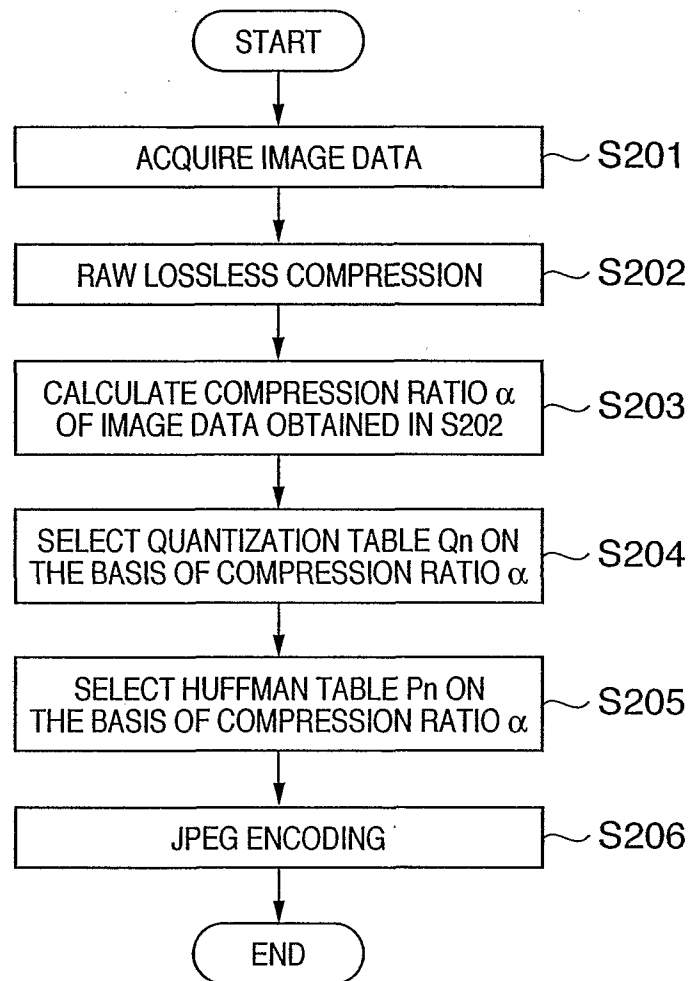 START
ACQUIRE IMAGE DATA
S201
RAW LOSSLESS COMPRESSION
S202
CALCULATE COMPRESSION RATIO α
OF IMAGE DATA OBTAINED IN S202
S203
SELECT QUANTIZATION TABLE Qn ON
THE BASIS OF COMPRESSION RATIO α
S204
SELECT HUFFMAN TABLE Pn ON
THE BASIS OF COMPRESSION RATIO α
S205
JPEG ENCODING
S206
END